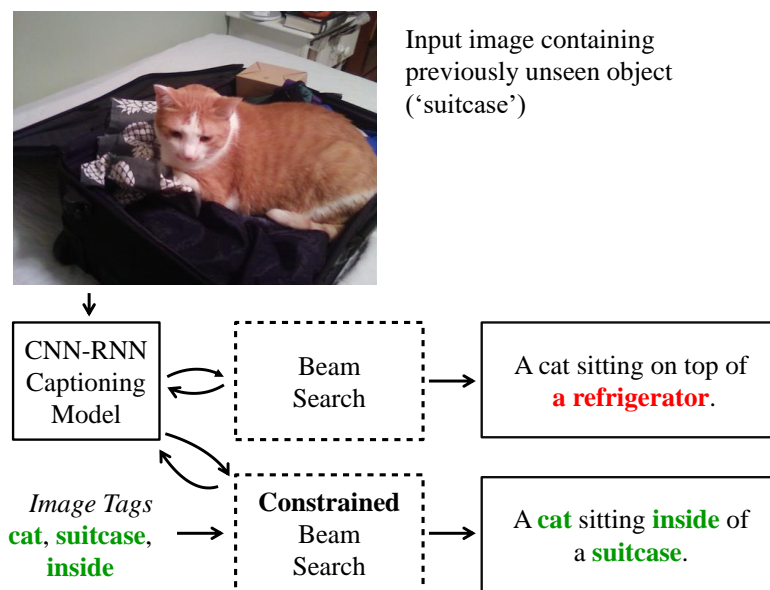 Input image containing
previously unseen object
(‘suitcase’)
CNN-RNN
Captioning
Model
Beam
Search
A cat sitting on top of
a refrigerator.
Image Tags
cat, suitcase,
inside
Constrained
Beam
Search
A cat sitting inside of
a suitcase.